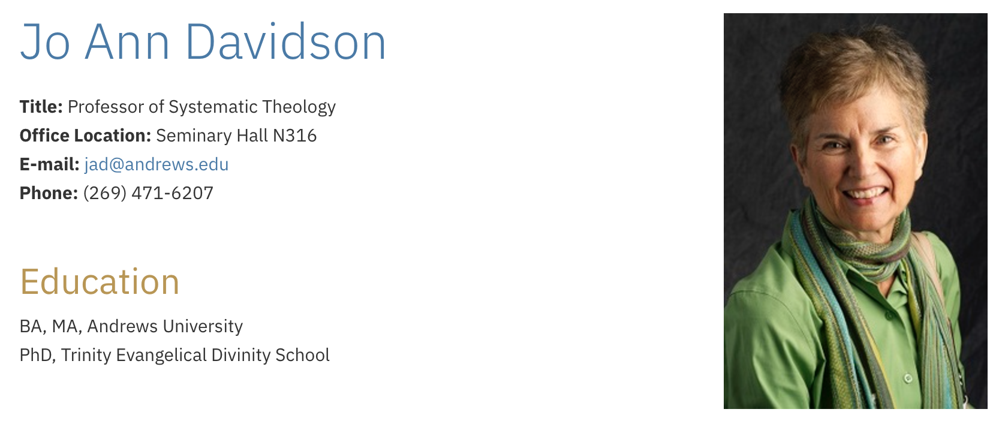 Jo Ann Davidson
Title: Professor of Systematic Theology
Office Location: Seminary Hall N316
E-mail: jad@andrews.edu
Phone: (269) 471-6207
Education
BA, MA, Andrews University
PhD, Trinity Evangelical Divinity School